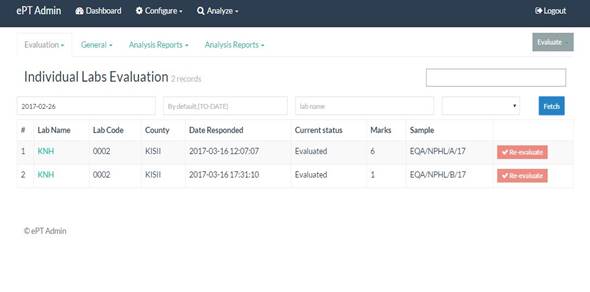 ePT Admin Dashboard Configure Analyze Logout
Evaluation General Analysis Reports Analysis Reports Evaluate
Individual Labs Evaluation 2 records
2017-02-26 By default,[TO-DATE] lab name Fetch
# Lab Name Lab Code County Date Responded Current status Marks Sample
1 KNH 0002 KISII 2017-03-16 12:07:07 Evaluated 6 EQA/NPHL/A/17 Re-evaluate
2 KNH 0002 KISII 2017-03-16 17:31:10 Evaluated 1 EQA/NPHL/B/17 Re-evaluate
© ePT Admin